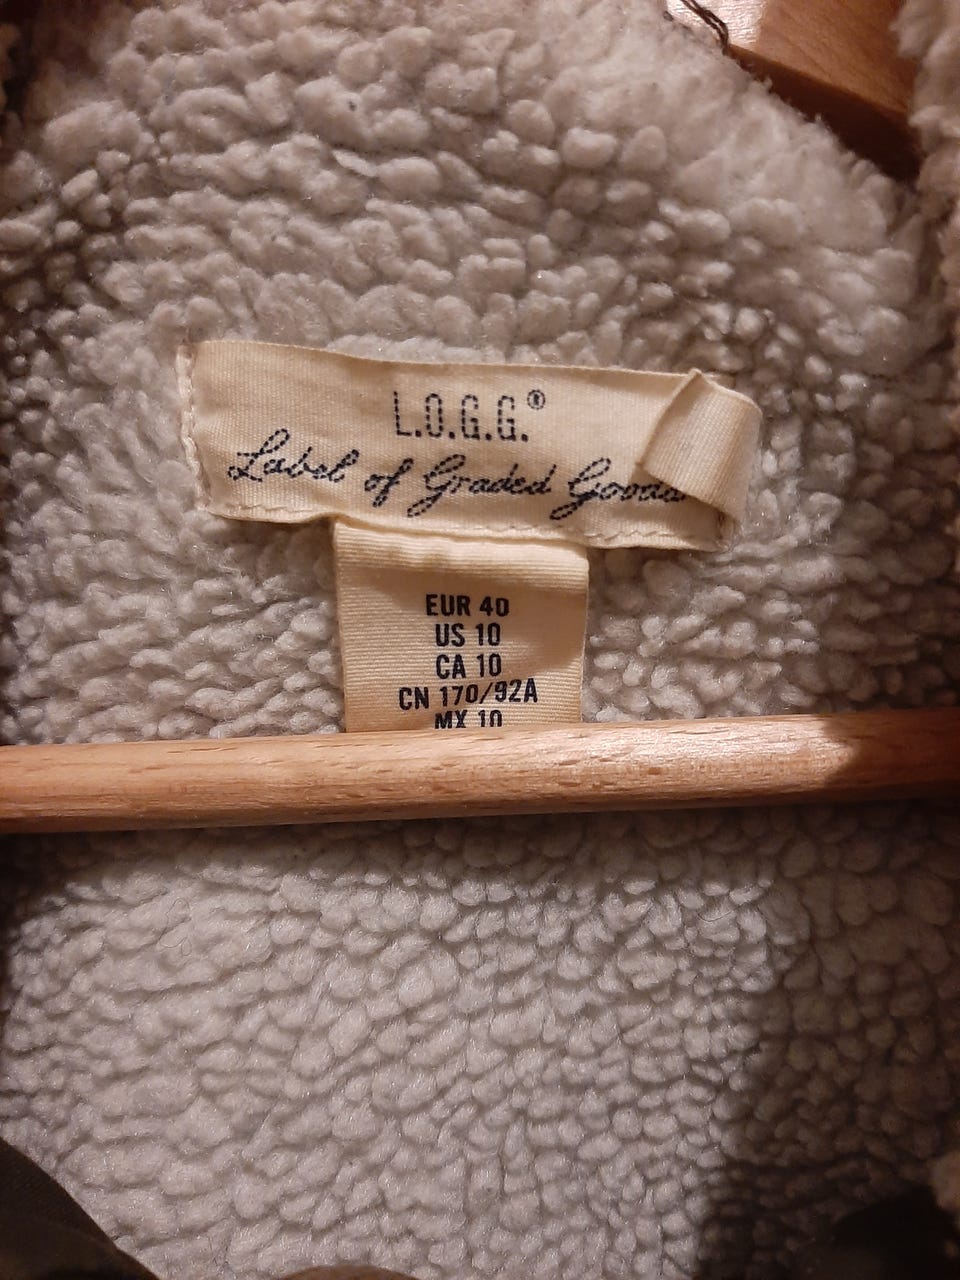 L.O.G.G.®
Label of Graded Goods
EUR 40
US 10
CA 10
CN 170/92A
MX 10